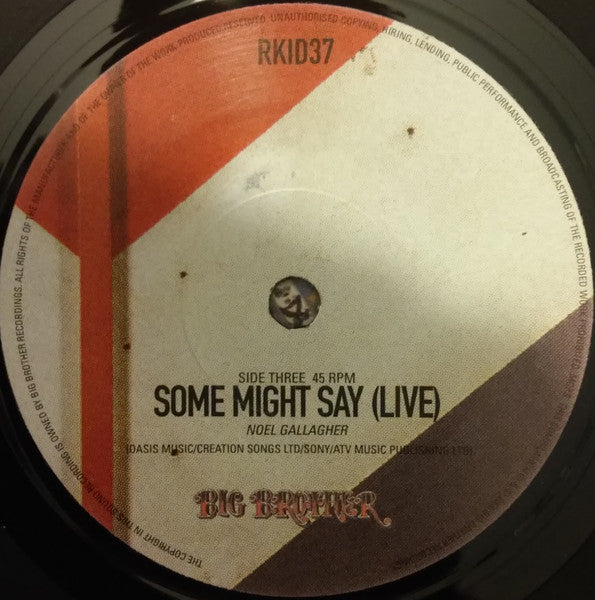 RKID37
SIDE THREE 45 RPM
SOME MIGHT SAY (LIVE)
NOEL GALLAGHER
(OASIS MUSIC/CREATION SONGS LTD/SONY/ATV MUSIC PUBLISHING LTD)
BIG BROTHER
THE COPYRIGHT IN THIS SOUND RECORDING IS OWNED BY BIG BROTHER RECORDINGS. ALL RIGHTS OF THE MANUFACTURER AND OF THE OWNER OF THE WORK PRODUCED RESERVED. UNAUTHORISED COPYING, HIRING, LENDING, PUBLIC PERFORMANCE AND BROADCASTING OF THE RECORDED WORK